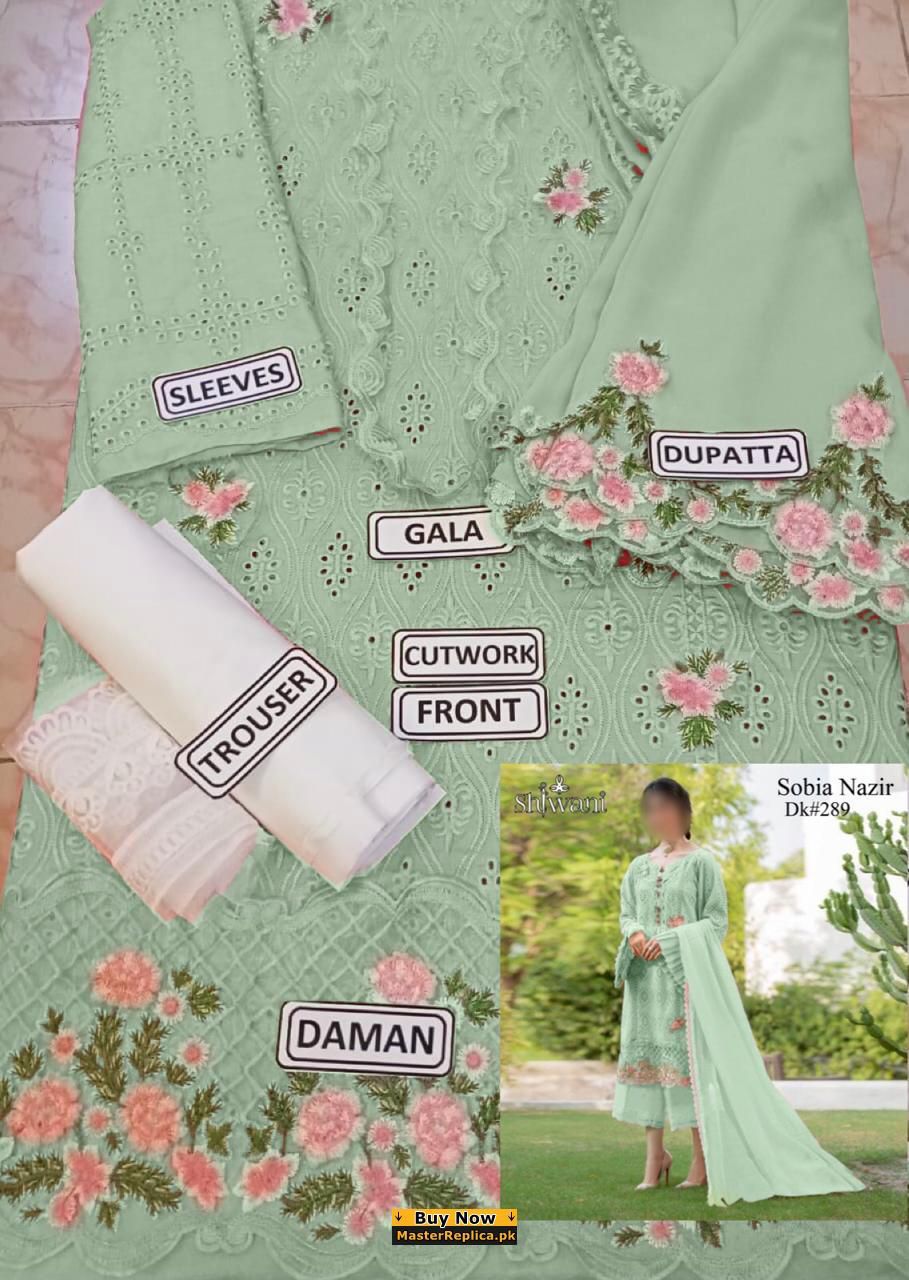 SLEEVES
DUPATTA
GALA
CUTWORK
FRONT
TROUSER
Shiwani
Sobia Nazir
Dk#289
DAMAN
↓ Buy Now ↓
MasterReplica.pk